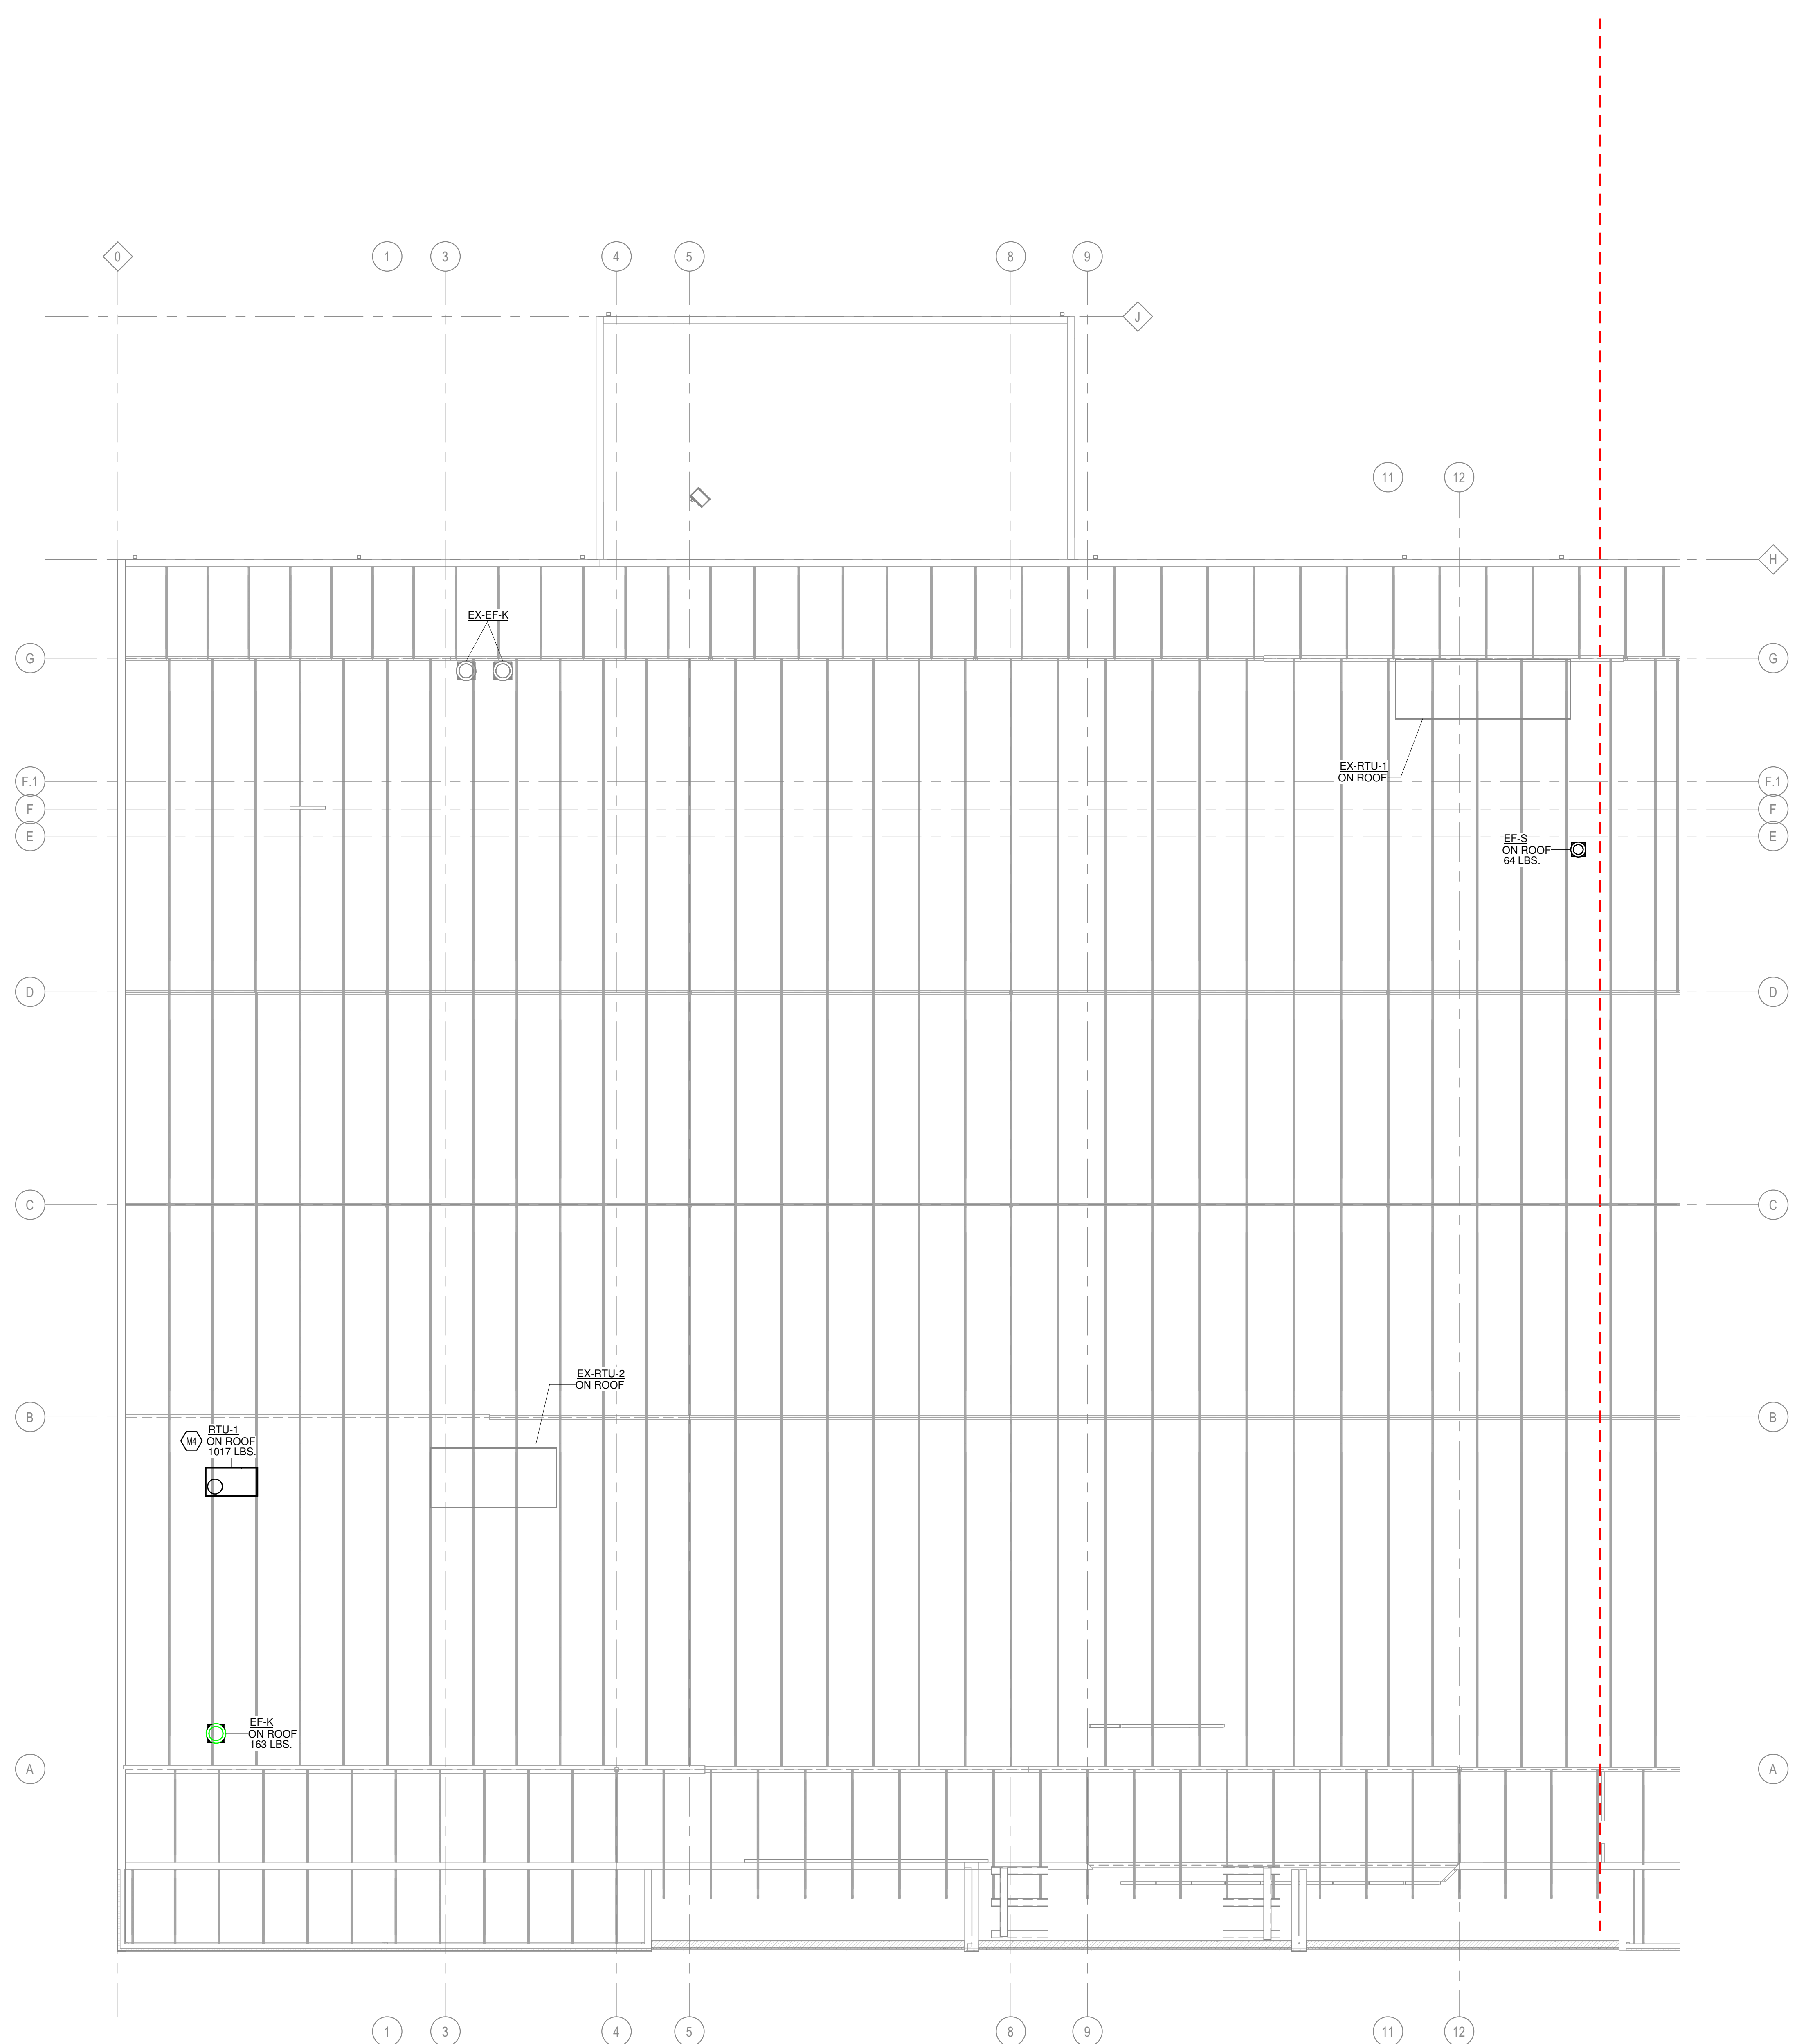 0
1
3
4
5
8
9
J
11
12
H
EX-EF-K
G
G
EX-RTU-1
ON ROOF
F.1
F.1
F
F
E
E
EF-S
ON ROOF
64 LBS.
D
D
C
C
EX-RTU-2
ON ROOF
B
B
M4
RTU-1
ON ROOF
1017 LBS.
EF-K
ON ROOF
163 LBS.
A
A
1
3
4
5
8
9
11
12